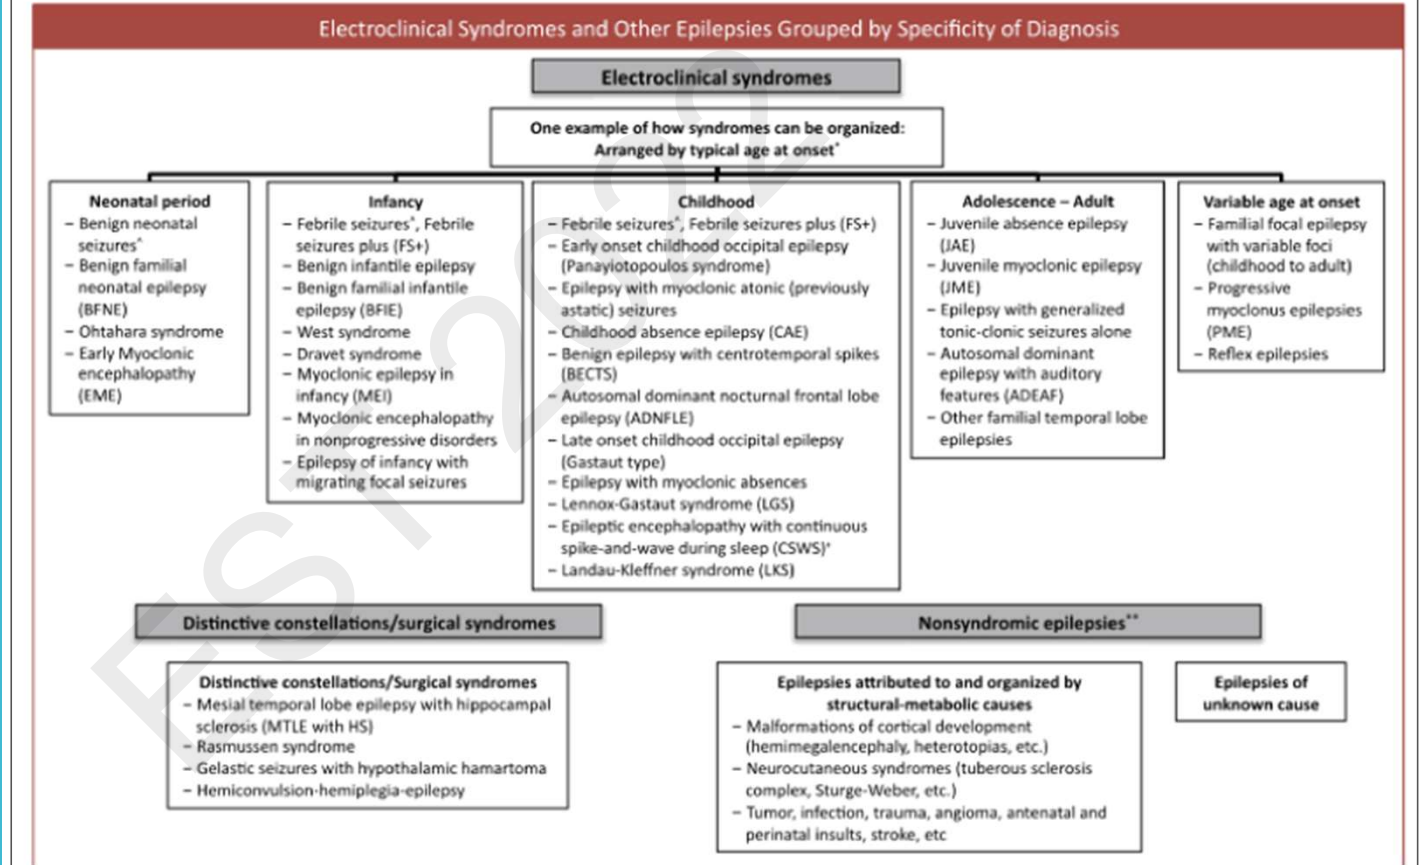 Electroclinical Syndromes and Other Epilepsies Grouped by Specificity of Diagnosis
Electroclinical syndromes
One example of how syndromes can be organized:
Arranged by typical age at onset*
Neonatal period
– Benign neonatal
seizures^
– Benign familial
neonatal epilepsy
(BFNE)
– Ohtahara syndrome
– Early Myoclonic
encephalopathy
(EME)
Infancy
– Febrile seizures^, Febrile
seizures plus (FS+)
– Benign infantile epilepsy
– Benign familial infantile
epilepsy (BFIE)
– West syndrome
– Dravet syndrome
– Myoclonic epilepsy in
infancy (MEI)
– Myoclonic encephalopathy
in nonprogressive disorders
– Epilepsy of infancy with
migrating focal seizures
Childhood
– Febrile seizures^, Febrile seizures plus (FS+)
– Early onset childhood occipital epilepsy
(Panayiotopoulos syndrome)
– Epilepsy with myoclonic atonic (previously
astatic) seizures
– Childhood absence epilepsy (CAE)
– Benign epilepsy with centrotemporal spikes
(BECTS)
– Autosomal dominant nocturnal frontal lobe
epilepsy (ADNFLE)
– Late onset childhood occipital epilepsy
(Gastaut type)
– Epilepsy with myoclonic absences
– Lennox-Gastaut syndrome (LGS)
– Epileptic encephalopathy with continuous
spike-and-wave during sleep (CSWS)+
– Landau-Kleffner syndrome (LKS)
Adolescence – Adult
– Juvenile absence epilepsy
(JAE)
– Juvenile myoclonic epilepsy
(JME)
– Epilepsy with generalized
tonic-clonic seizures alone
– Autosomal dominant
epilepsy with auditory
features (ADEAF)
– Other familial temporal lobe
epilepsies
Variable age at onset
– Familial focal epilepsy
with variable foci
(childhood to adult)
– Progressive
myoclonus epilepsies
(PME)
– Reflex epilepsies
Distinctive constellations/surgical syndromes
Distinctive constellations/Surgical syndromes
– Mesial temporal lobe epilepsy with hippocampal
sclerosis (MTLE with HS)
– Rasmussen syndrome
– Gelastic seizures with hypothalamic hamartoma
– Hemiconvulsion-hemiplegia-epilepsy
Nonsyndromic epilepsies**
Epilepsies attributed to and organized by
structural-metabolic causes
– Malformations of cortical development
(hemimegalencephaly, heterotopias, etc.)
– Neurocutaneous syndromes (tuberous sclerosis
complex, Sturge-Weber, etc.)
– Tumor, infection, trauma, angioma, antenatal and
perinatal insults, stroke, etc
Epilepsies of
unknown cause
EST 2022